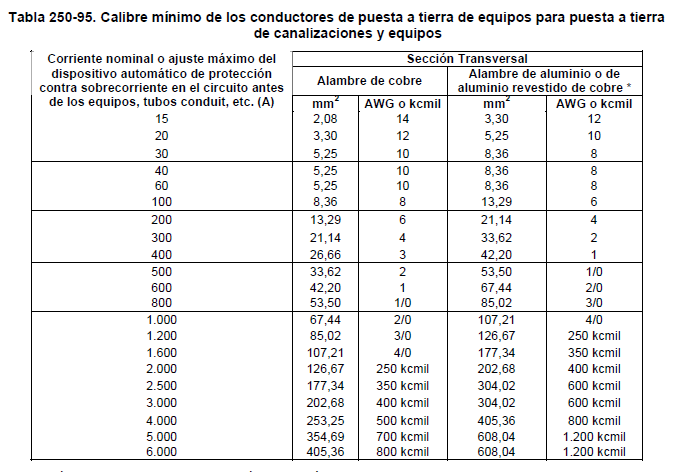 Tabla 250-95. Calibre mínimo de los conductores de puesta a tierra de equipos para puesta a tierra
de canalizaciones y equipos
Corriente nominal o ajuste máximo del
dispositivo automático de protección
contra sobrecorriente en el circuito antes
de los equipos, tubos conduit, etc. (A)
Sección Transversal
Alambre de cobre
Alambre de aluminio o de
aluminio revestido de cobre *
mm2 AWG o kcmil mm2 AWG o kcmil
15 2,08 14 3,30 12
20 3,30 12 5,25 10
30 5,25 10 8,36 8
40 5,25 10 8,36 8
60 5,25 10 8,36 8
100 8,36 8 13,29 6
200 13,29 6 21,14 4
300 21,14 4 33,62 2
400 26,66 3 42,20 1
500 33,62 2 53,50 1/0
600 42,20 1 67,44 2/0
800 53,50 1/0 85,02 3/0
1.000 67,44 2/0 107,21 4/0
1.200 85,02 3/0 126,67 250 kcmil
1.600 107,21 4/0 177,34 350 kcmil
2.000 126,67 250 kcmil 202,68 400 kcmil
2.500 177,34 350 kcmil 304,02 600 kcmil
3.000 202,68 400 kcmil 304,02 600 kcmil
4.000 253,25 500 kcmil 405,36 800 kcmil
5.000 354,69 700 kcmil 608,04 1.200 kcmil
6.000 405,36 800 kcmil 608,04 1.200 kcmil